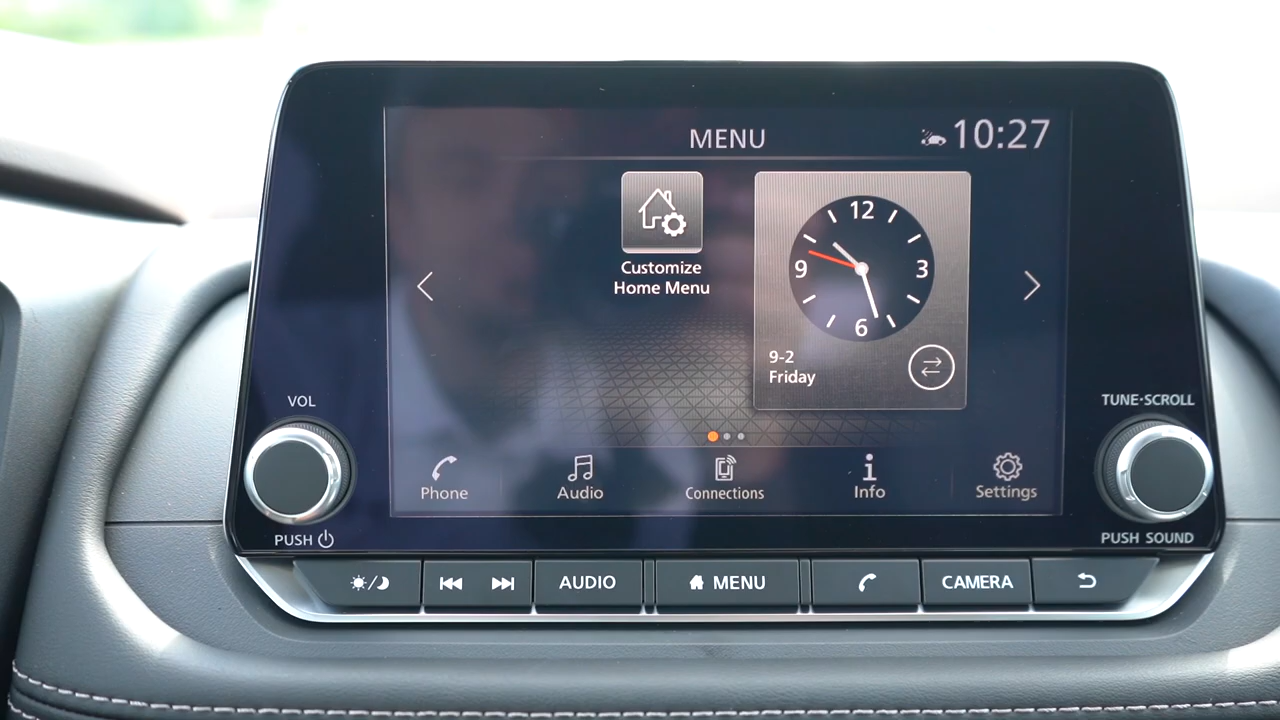 MENU
10:27
Customize
Home Menu
12
9
3
6
9-2
Friday
VOL
TUNE·SCROLL
Phone
Audio
Connections
Info
Settings
PUSH
PUSH SOUND
AUDIO
MENU
CAMERA